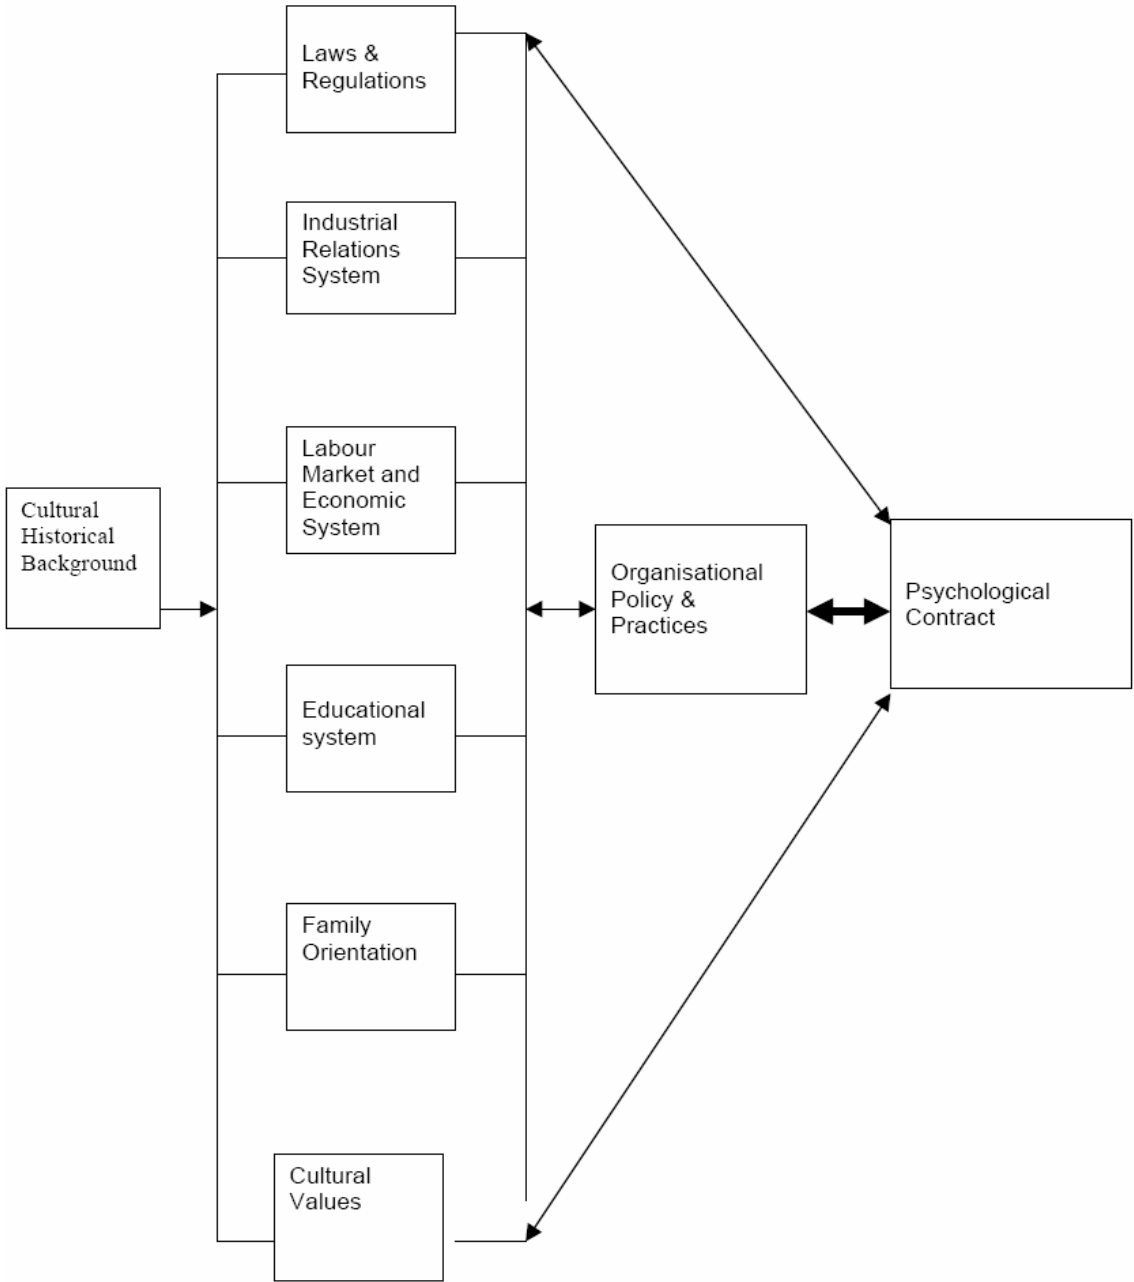 Laws &
Regulations
Industrial
Relations
System
Labour
Market and
Economic
System
Cultural
Historical
Background
Organisational
Policy &
Practices
Psychological
Contract
Educational
system
Family
Orientation
Cultural
Values